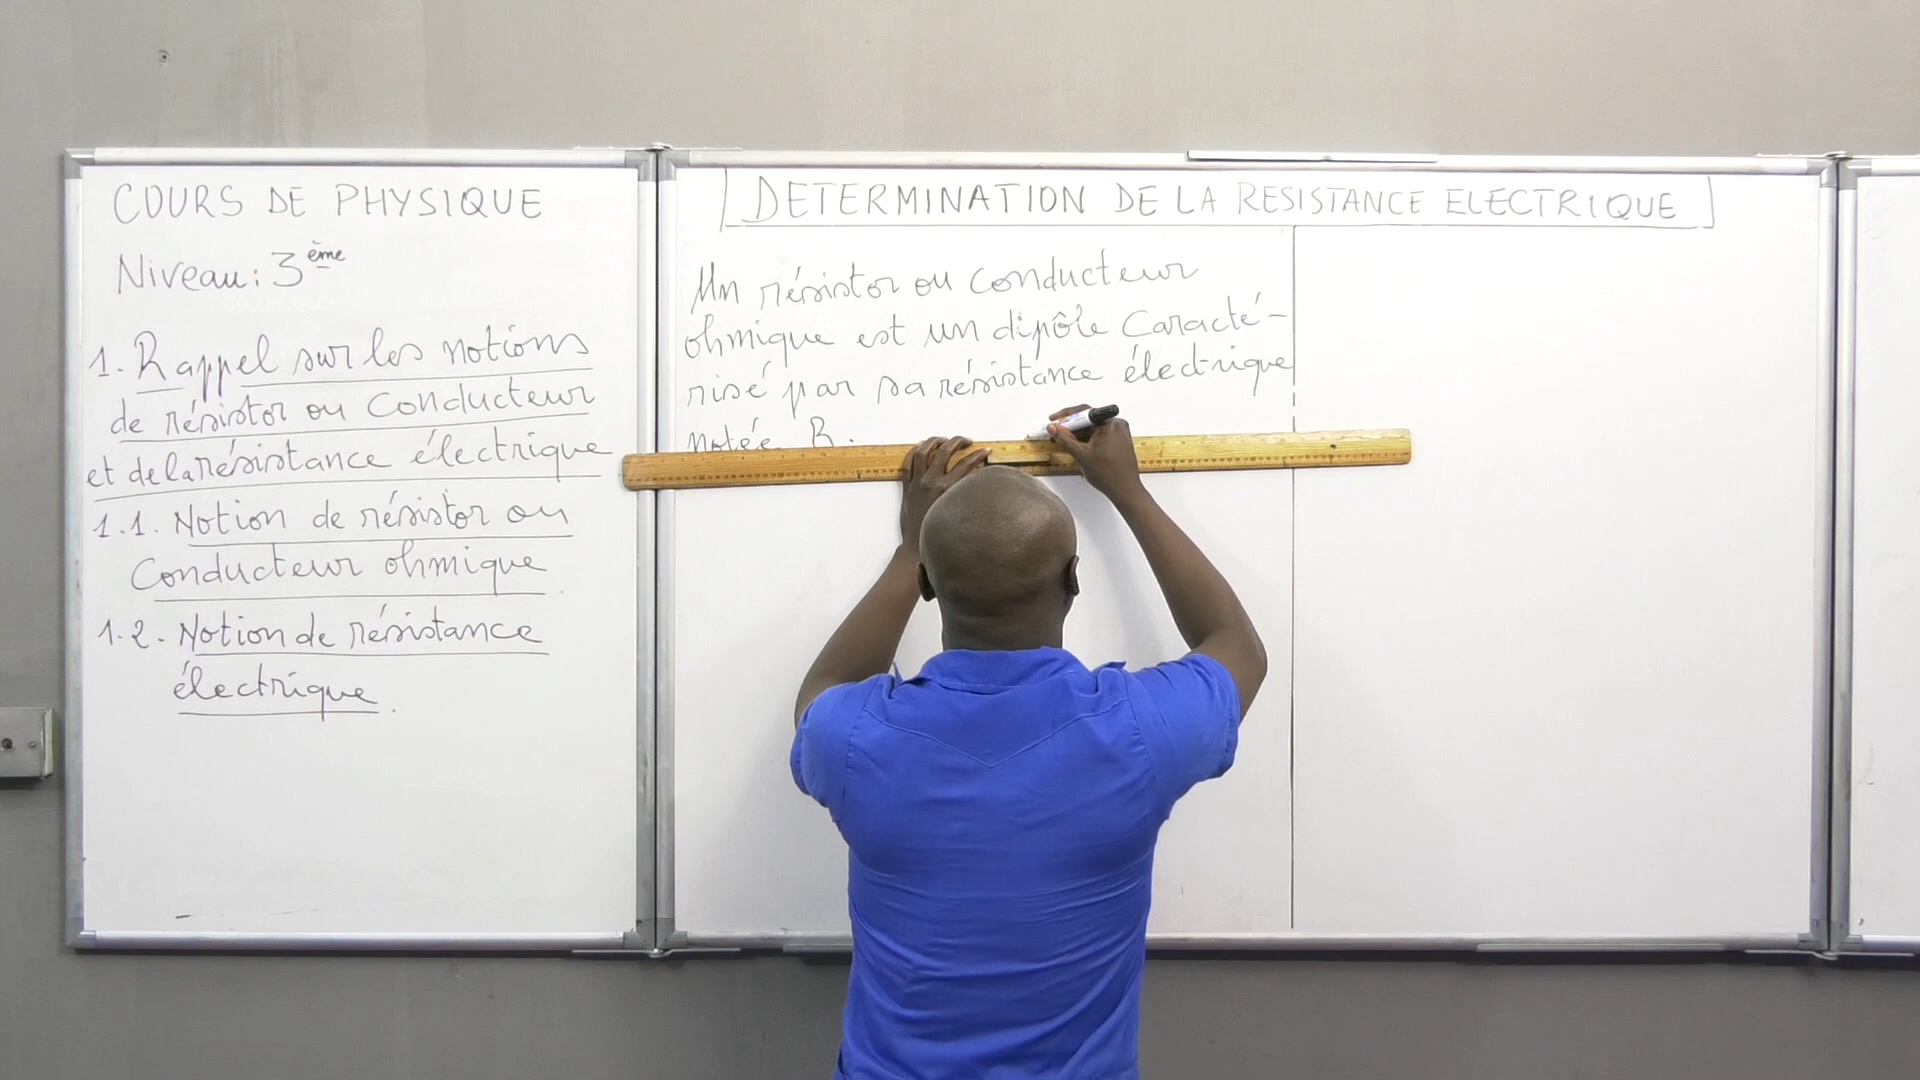 COURS DE PHYSIQUE
Niveau: 3ème
1. Rappel sur les notions
de résistor ou conducteur
et de la résistance électrique
1.1. Notion de résistor ou
Conducteur ohmique
1.2. Notion de résistance
électrique.
DETERMINATION DE LA RESISTANCE ELECTRIQUE
Un résistor ou conducteur
ohmique est un dipôle caracté-
risé par sa résistance électrique
notée R.